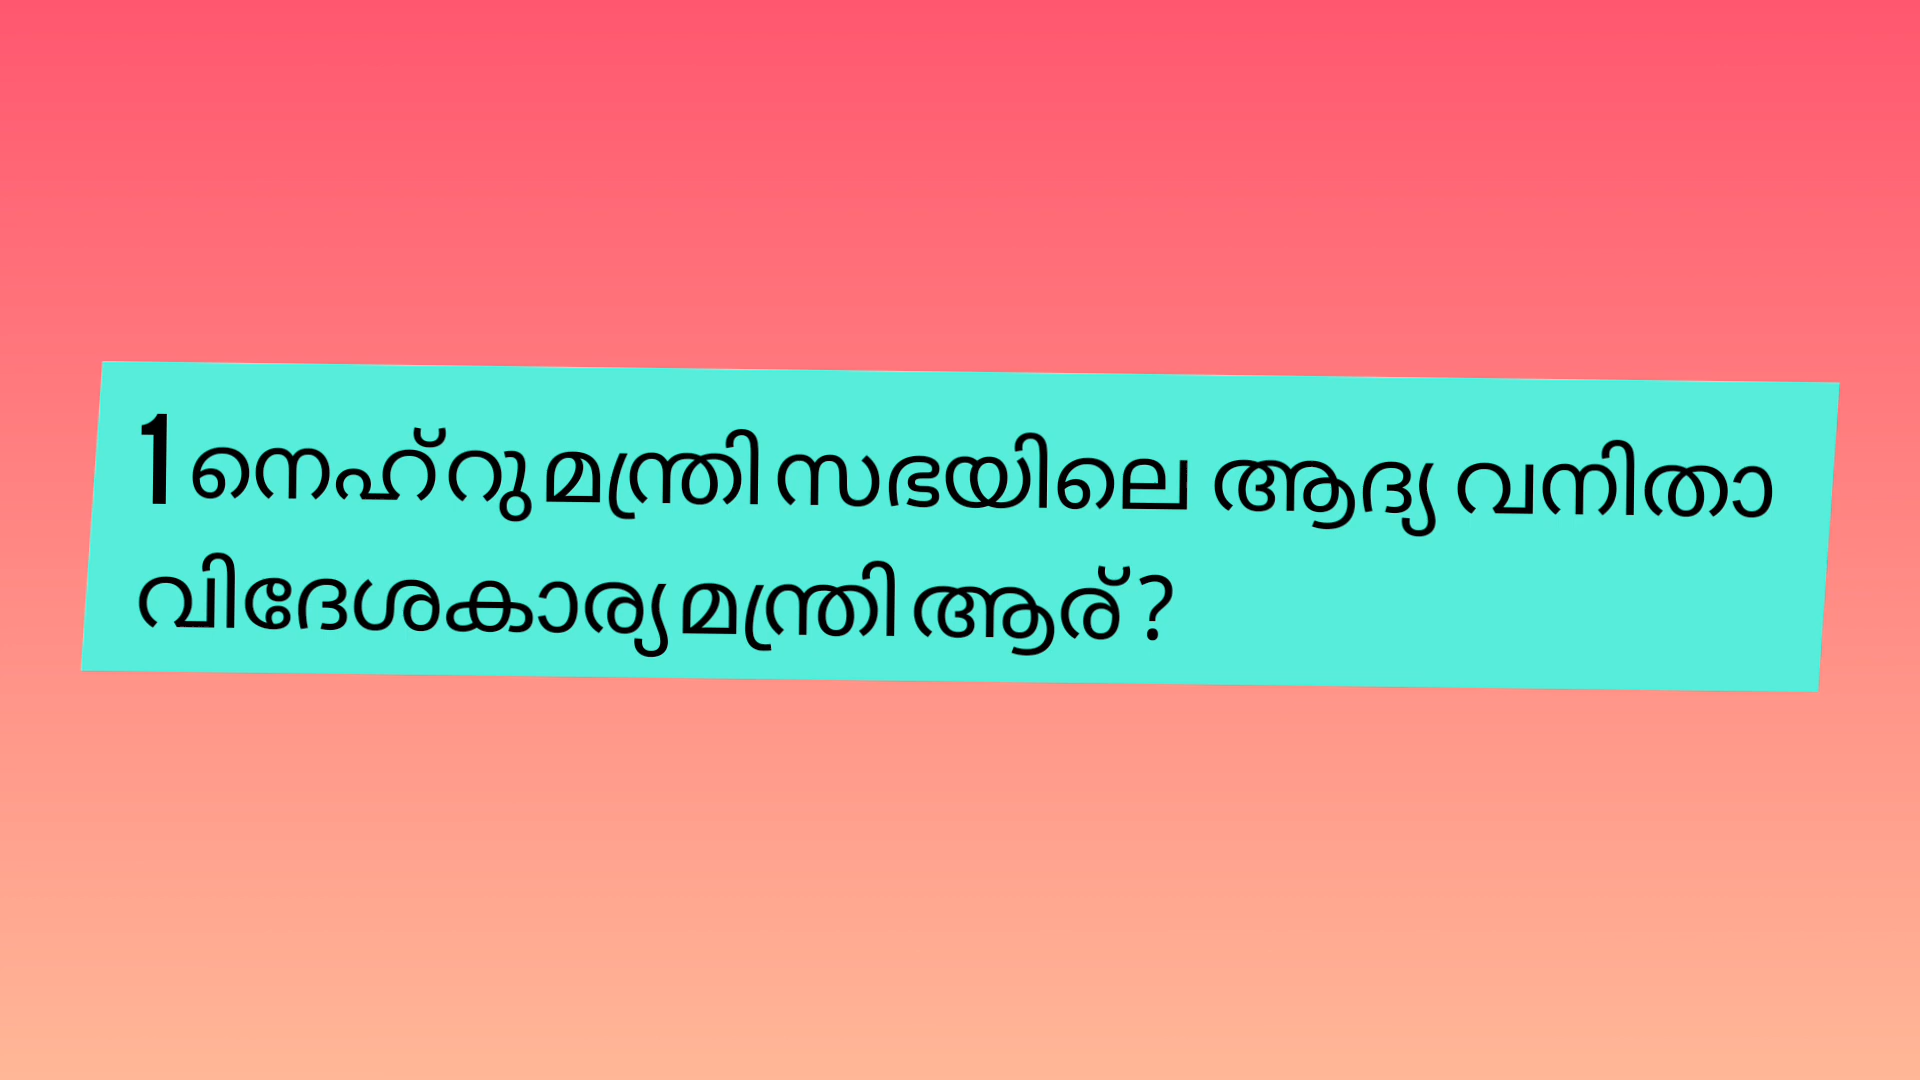 1 നെഹ്റു മന്ത്രി സഭയിലെ ആദ്യ വനിതാ
വിദേശകാര്യ മന്ത്രി ആര് ?